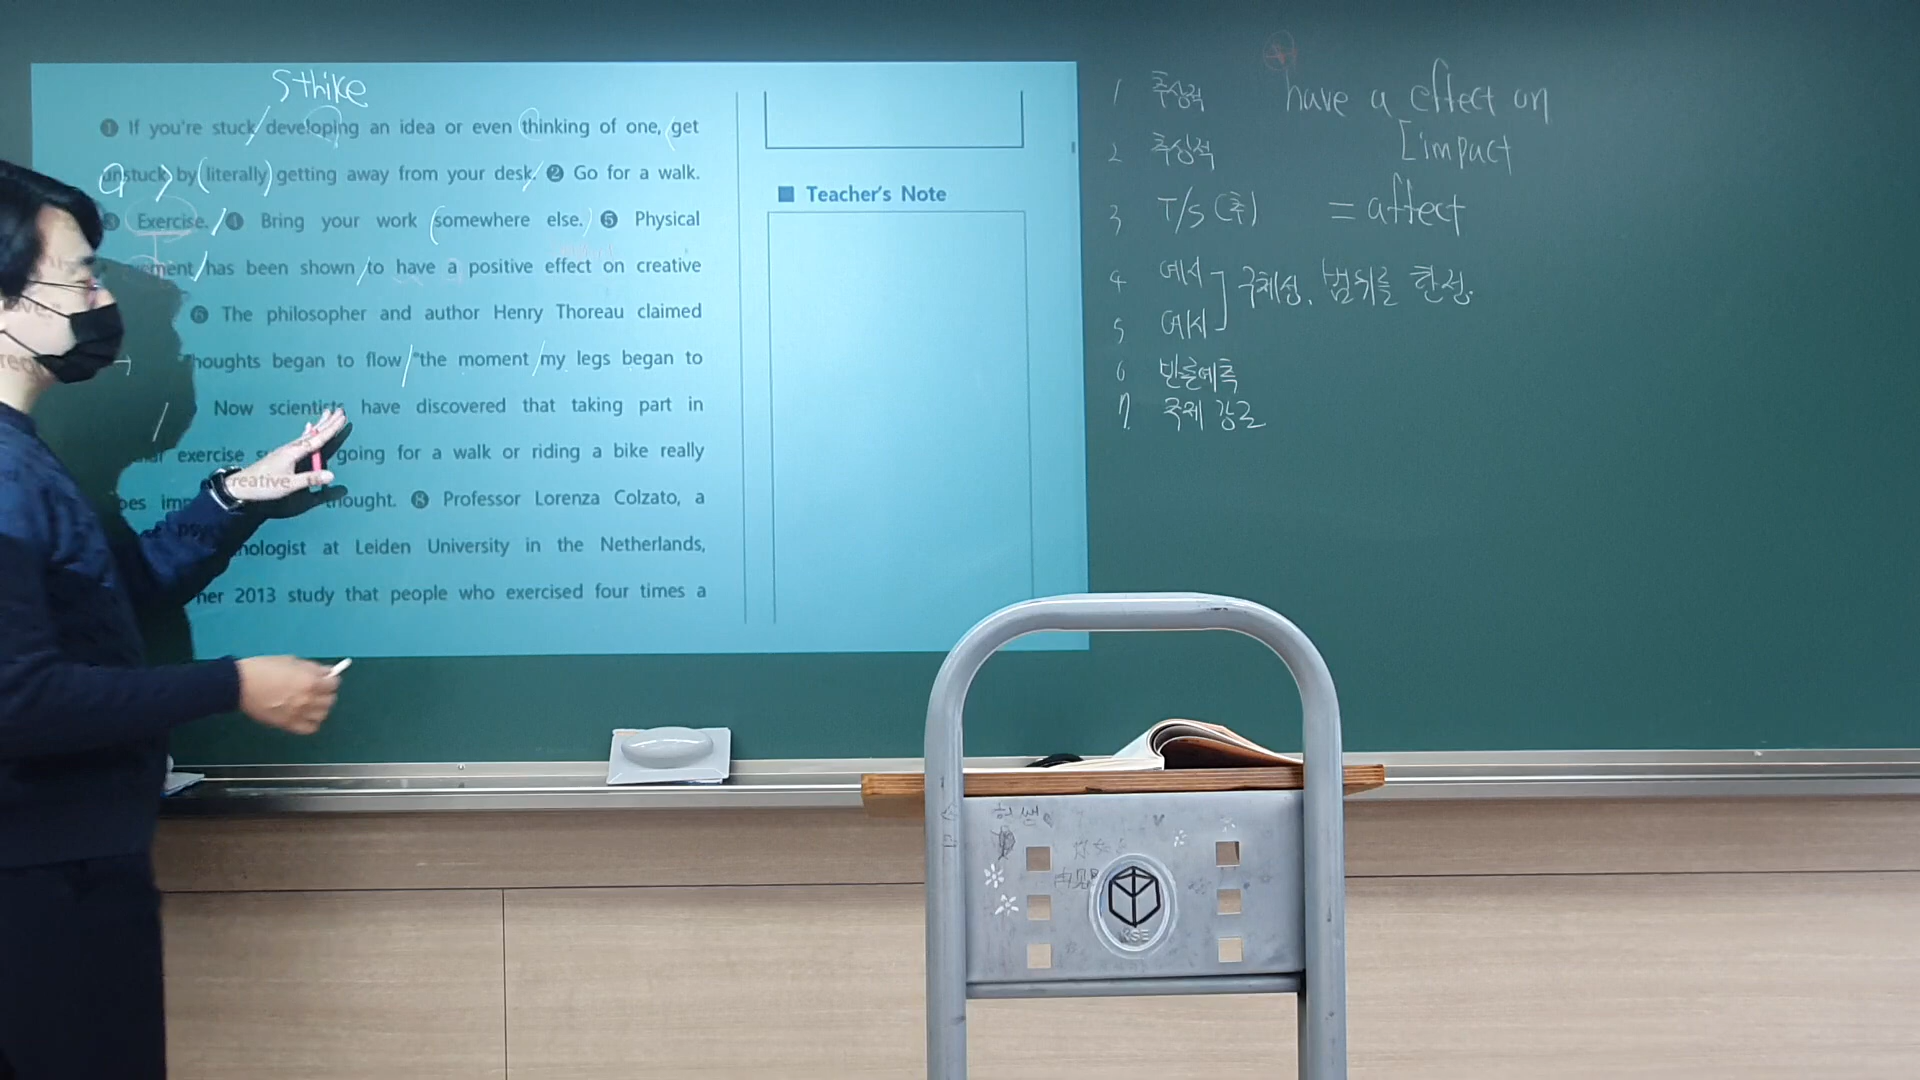 sthike
❶ If you're stuck developing an idea or even thinking of one, get
unstuck by (literally) getting away from your desk. ❷ Go for a walk.
❸ Exercise. ❹ Bring your work (somewhere else.) ❺ Physical
has been shown to have a positive effect on creative
❻ The philosopher and author Henry Thoreau claimed
thoughts began to flow "the moment my legs began to
Now scientists have discovered that taking part in
exercise going for a walk or riding a bike really
does thought. ❽ Professor Lorenza Colzato, a
at Leiden University in the Netherlands,
her 2013 study that people who exercised four times a
■ Teacher's Note
1 추상적
2 추상적
3 T/S (추)
4 예시
5 예시
구체성, 범위를 한정.
6 빈출예측
7 주제 강조
have a effect on
impact
= affect
KSE